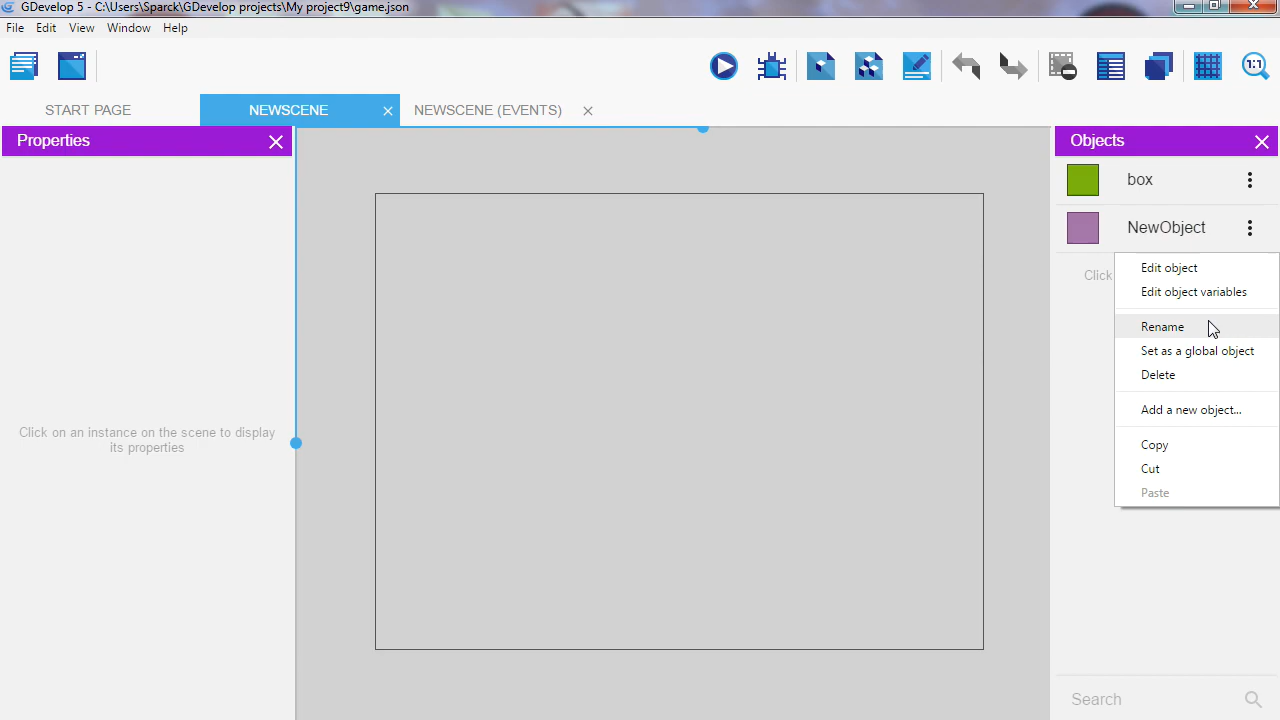 GDevelop 5 - C:\Users\Sparck\GDevelop projects\My project9\game.json
File Edit View Window Help
1:1
START PAGE NEWSCENE NEWSCENE (EVENTS)
Properties
Objects
box
NewObject
Click
Edit object
Edit object variables
Rename
Set as a global object
Delete
Add a new object...
Copy
Cut
Paste
Click on an instance on the scene to display
its properties
Search